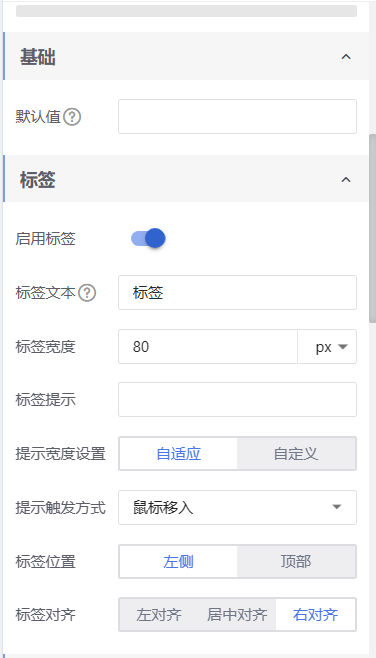 基础
默认值 ?
标签
启用标签
标签文本 ? 标签
标签宽度 80 px
标签提示
提示宽度设置 自适应 自定义
提示触发方式 鼠标移入
标签位置 左侧 顶部
标签对齐 左对齐 居中对齐 右对齐